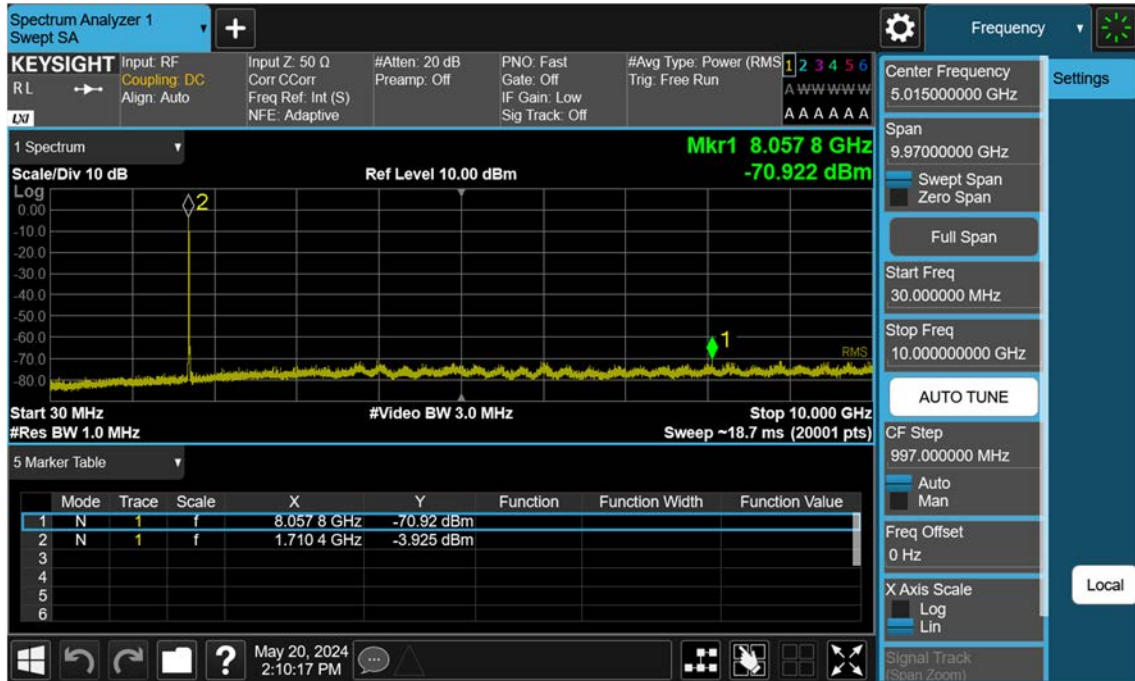 Spectrum Analyzer 1
Swept SA
+
Frequency
KEYSIGHT
R L
LXI
Input: RF
Coupling: DC
Align: Auto
Input Z: 50 Ω
Corr CCorr
Freq Ref: Int (S)
NFE: Adaptive
#Atten: 20 dB
Preamp: Off
PNO: Fast
Gate: Off
IF Gain: Low
Sig Track: Off
#Avg Type: Power (RMS
Trig: Free Run
1 2 3 4 5 6
A W W W W W
A A A A A A
Center Frequency
5.015000000 GHz
Settings
Span
9.97000000 GHz
Swept Span
Zero Span
Full Span
Start Freq
30.000000 MHz
Stop Freq
10.000000000 GHz
AUTO TUNE
CF Step
997.000000 MHz
Auto
Man
Freq Offset
0 Hz
X Axis Scale
Log
Lin
Signal Track
(Span Zoom)
Local
1 Spectrum
Mkr1 8.057 8 GHz
-70.922 dBm
Scale/Div 10 dB
Ref Level 10.00 dBm
Log
0.00
-10.0
-20.0
-30.0
-40.0
-50.0
-60.0
-70.0
-80.0
2
1
RMS
Start 30 MHz
#Video BW 3.0 MHz
Stop 10.000 GHz
#Res BW 1.0 MHz
Sweep ~18.7 ms (20001 pts)
5 Marker Table
Mode Trace Scale X Y Function Function Width Function Value
1 N 1 f 8.057 8 GHz -70.92 dBm
2 N 1 f 1.710 4 GHz -3.925 dBm
3
4
5
6
?
May 20, 2024
2:10:17 PM